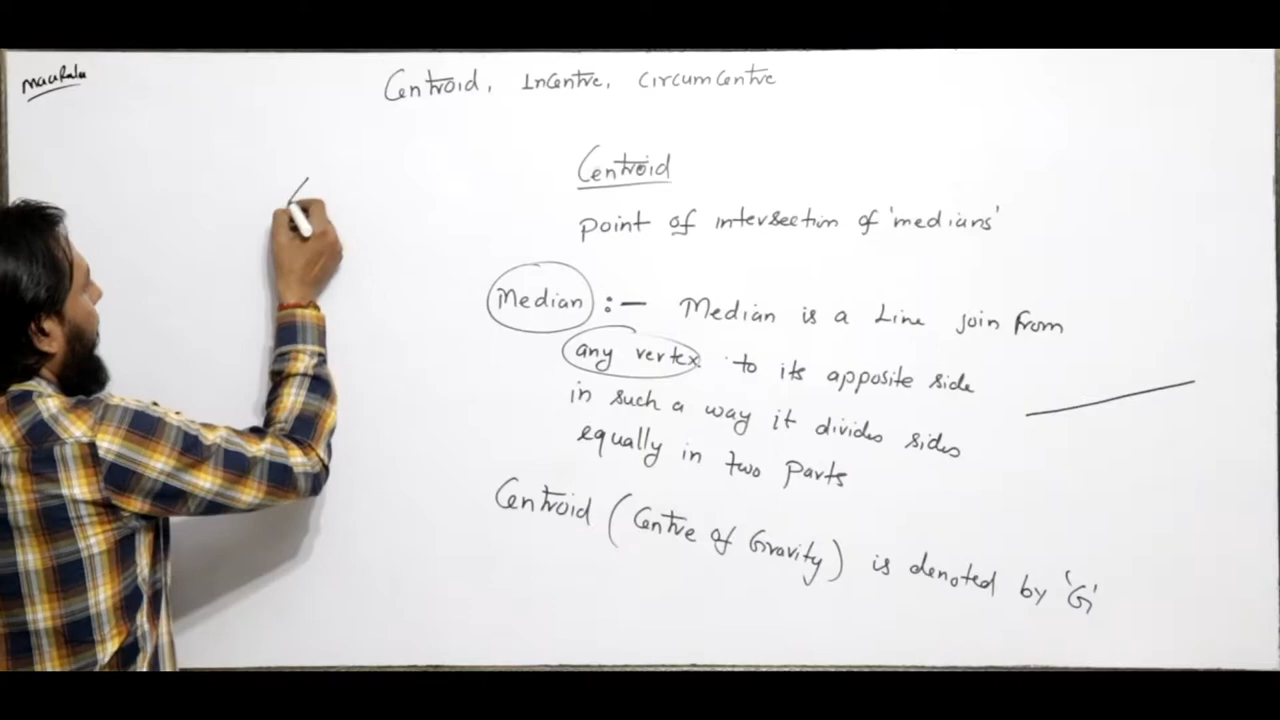 Centroid, Incentre, Circumcentre
Centroid
point of intersection of 'medians'
Median :- Median is a Line join from
any vertex to its apposite side
in such a way it divides sides
equally in two parts
Centroid (Centre of Gravity) is denoted by 'G'